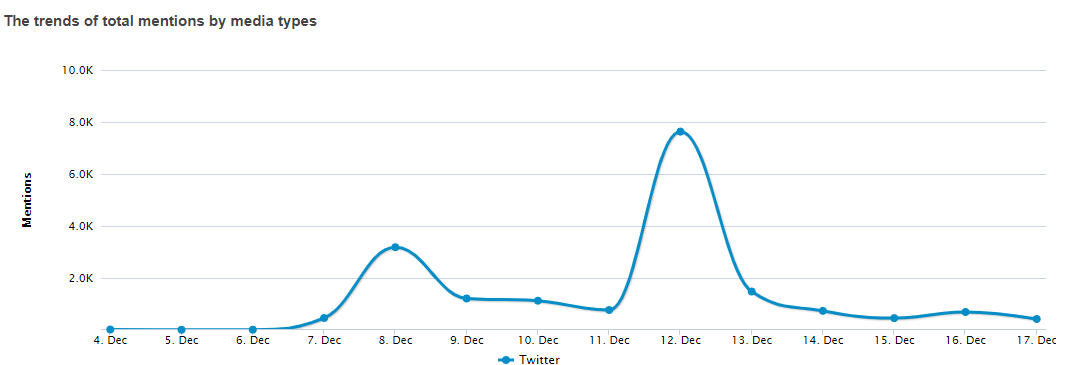 The trends of total mentions by media types
10.0K
8.0K
6.0K
4.0K
2.0K
Mentions
4. Dec 5. Dec 6. Dec 7. Dec 8. Dec 9. Dec 10. Dec 11. Dec 12. Dec 13. Dec 14. Dec 15. Dec 16. Dec 17. Dec
Twitter